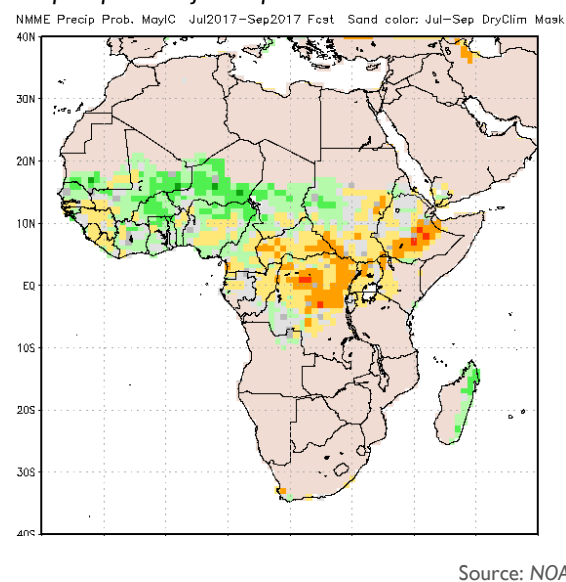 NMME Precip Prob. MayIC Jul2017-Sep2017 Fcst Sand color: Jul-Sep DryClim Mask
40N
30N
20N
10N
EQ
10S
20S
30S
40S
Source: NOA